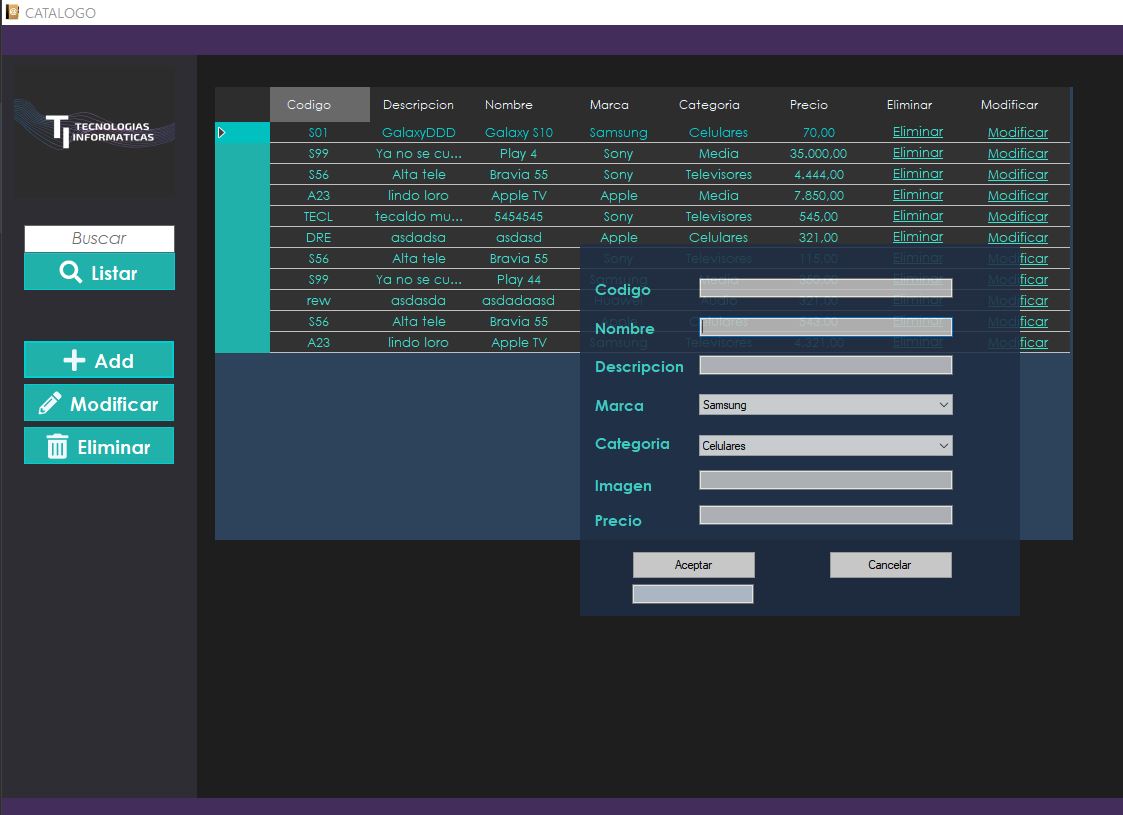 CATALOGO
TI TECNOLOGIAS
INFORMATICAS
Buscar
Listar
Add
Modificar
Eliminar
Codigo Descripcion Nombre Marca Categoria Precio Eliminar Modificar
S01 GalaxyDDD Galaxy S10 Samsung Celulares 70,00 Eliminar Modificar
S99 Ya no se cu... Play 4 Sony Media 35.000,00 Eliminar Modificar
S56 Alta tele Bravia 55 Sony Televisores 4.444,00 Eliminar Modificar
A23 lindo loro Apple TV Apple Media 7.850,00 Eliminar Modificar
TECL tecaldo mu... 5454545 Sony Televisores 545,00 Eliminar Modificar
DRE asdadsa asdasd Apple Celulares 321,00 Eliminar Modificar
S56 Alta tele Bravia 55 Sony Televisores 115,00 Eliminar Modificar
S99 Ya no se cu... Play 44 Samsung Media Eliminar Modificar
rew asdasda asdadaasd Huawei Audio 321,00 Eliminar Modificar
S56 Alta tele Bravia 55 Apple Celulares 543,00 Eliminar Modificar
A23 lindo loro Apple TV Samsung Televisores 4.321,00 Eliminar Modificar
Codigo
Nombre
Descripcion
Marca Samsung
Categoria Celulares
Imagen
Precio
Aceptar Cancelar